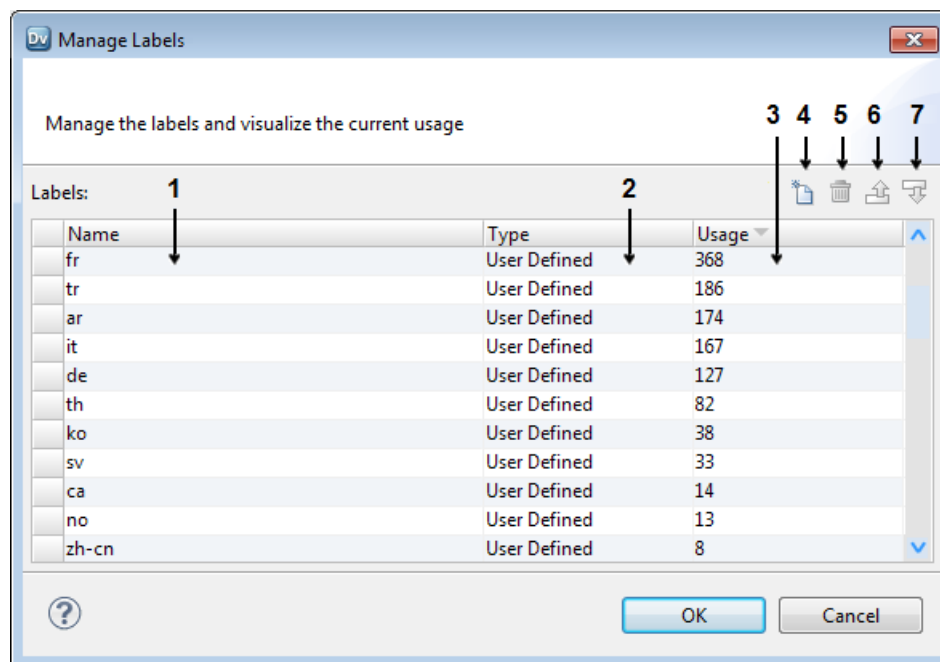 Dv Manage Labels
Manage the labels and visualize the current usage
3 4 5 6 7
Labels:
1 2
Name Type Usage
fr User Defined 368
tr User Defined 186
ar User Defined 174
it User Defined 167
de User Defined 127
th User Defined 82
ko User Defined 38
sv User Defined 33
ca User Defined 14
no User Defined 13
zh-cn User Defined 8
? OK Cancel